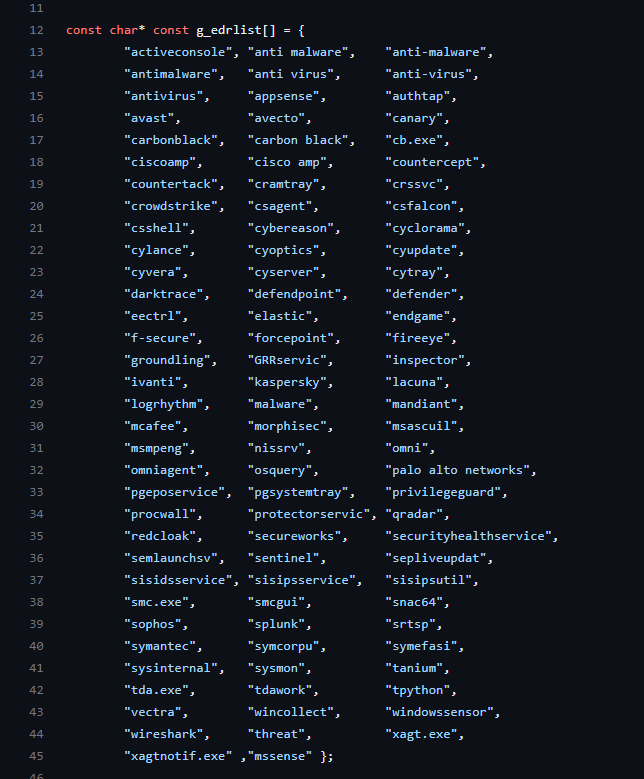 11
12 const char* const g_edrlist[] = {
13 "activeconsole", "anti malware", "anti-malware",
14 "antimalware", "anti virus", "anti-virus",
15 "antivirus", "appsense", "authtap",
16 "avast", "avecto", "canary",
17 "carbonblack", "carbon black", "cb.exe",
18 "ciscoamp", "cisco amp", "countercept",
19 "countertack", "cramtray", "crssvc",
20 "crowdstrike", "csagent", "csfalcon",
21 "csshell", "cybereason", "cyclorama",
22 "cylance", "cyoptics", "cyupdate",
23 "cyvera", "cyserver", "cytray",
24 "darktrace", "defendpoint", "defender",
25 "eectrl", "elastic", "endgame",
26 "f-secure", "forcepoint", "fireeye",
27 "groundling", "GRRservic", "inspector",
28 "ivanti", "kaspersky", "lacuna",
29 "logrhythm", "malware", "mandiant",
30 "mcafee", "morphisec", "msascuil",
31 "msmpeng", "nissrv", "omni",
32 "omniagent", "osquery", "palo alto networks",
33 "pgeposervice", "pgsystemtray", "privilegeguard",
34 "procwall", "protectorservic", "qradar",
35 "redcloak", "secureworks", "securityhealthservice",
36 "semlaunchsv", "sentinel", "sepliveupdat",
37 "sisidsservice", "sisipsservice", "sisipsutil",
38 "smc.exe", "smcgui", "snac64",
39 "sophos", "splunk", "srtsp",
40 "symantec", "symcorpu", "symefasi",
41 "sysinternal", "sysmon", "tanium",
42 "tda.exe", "tdawork", "tpython",
43 "vectra", "wincollect", "windowssensor",
44 "wireshark", "threat", "xagt.exe",
45 "xagtnotif.exe" ,"mssense" };
46